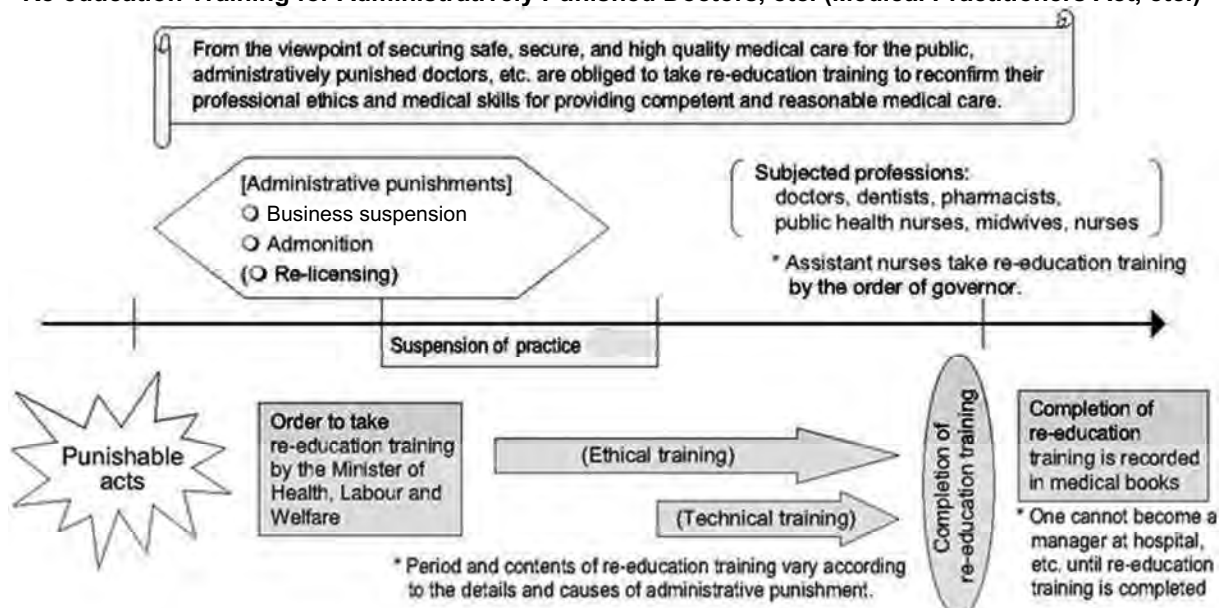 Re-education Training for Administratively Punished Doctors, etc. (Medical Practitioners Act, etc.)
From the viewpoint of securing safe, secure, and high quality medical care for the public,
administratively punished doctors, etc. are obliged to take re-education training to reconfirm their
professional ethics and medical skills for providing competent and reasonable medical care.
[Administrative punishments]
Business suspension
Admonition
(Re-licensing)
Subjected professions:
doctors, dentists, pharmacists,
public health nurses, midwives, nurses
* Assistant nurses take re-education training
by the order of governor.
Suspension of practice
Punishable
acts
Order to take
re-education training
by the Minister of
Health, Labour and
Welfare
(Ethical training)
(Technical training)
* Period and contents of re-education training vary according
to the details and causes of administrative punishment.
Completion of
re-education training
Completion of
re-education
training is recorded
in medical books
* One cannot become a
manager at hospital,
etc. until re-education
training is completed